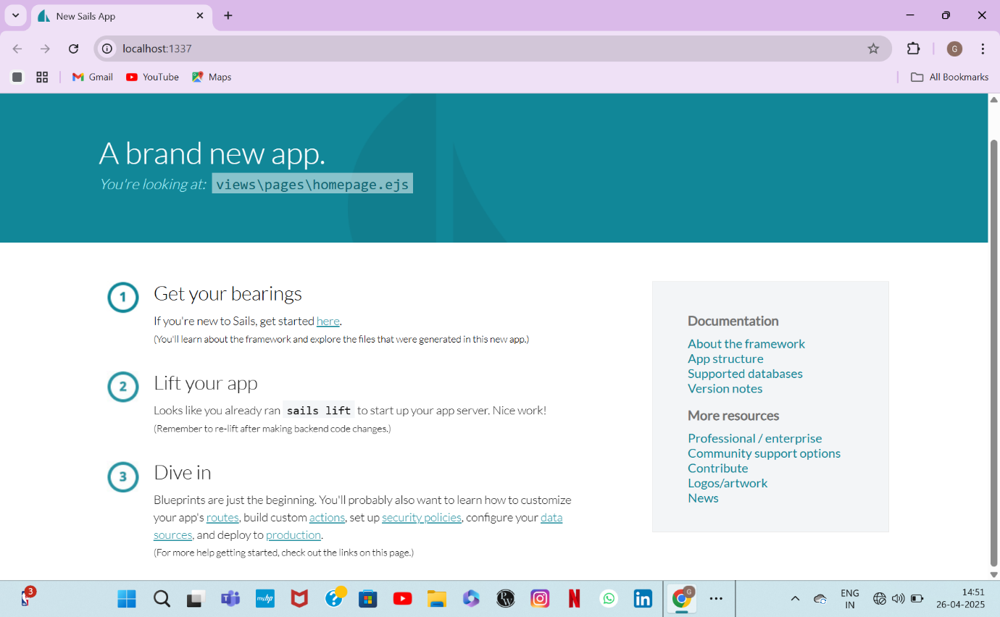 New Sails App
localhost:1337
G
Gmail
YouTube
Maps
All Bookmarks
A brand new app.
You're looking at: views\pages\homepage.ejs
1
Get your bearings
If you're new to Sails, get started here.
(You'll learn about the framework and explore the files that were generated in this new app.)
2
Lift your app
Looks like you already ran sails lift to start up your app server. Nice work!
(Remember to re-lift after making backend code changes.)
3
Dive in
Blueprints are just the beginning. You'll probably also want to learn how to customize
your app's routes, build custom actions, set up security policies, configure your data
sources, and deploy to production.
(For more help getting started, check out the links on this page.)
Documentation
About the framework
App structure
Supported databases
Version notes
More resources
Professional / enterprise
Community support options
Contribute
Logos/artwork
News
3
myhp
?
PW
N
in
G
ENG
IN
14:51
26-04-2025